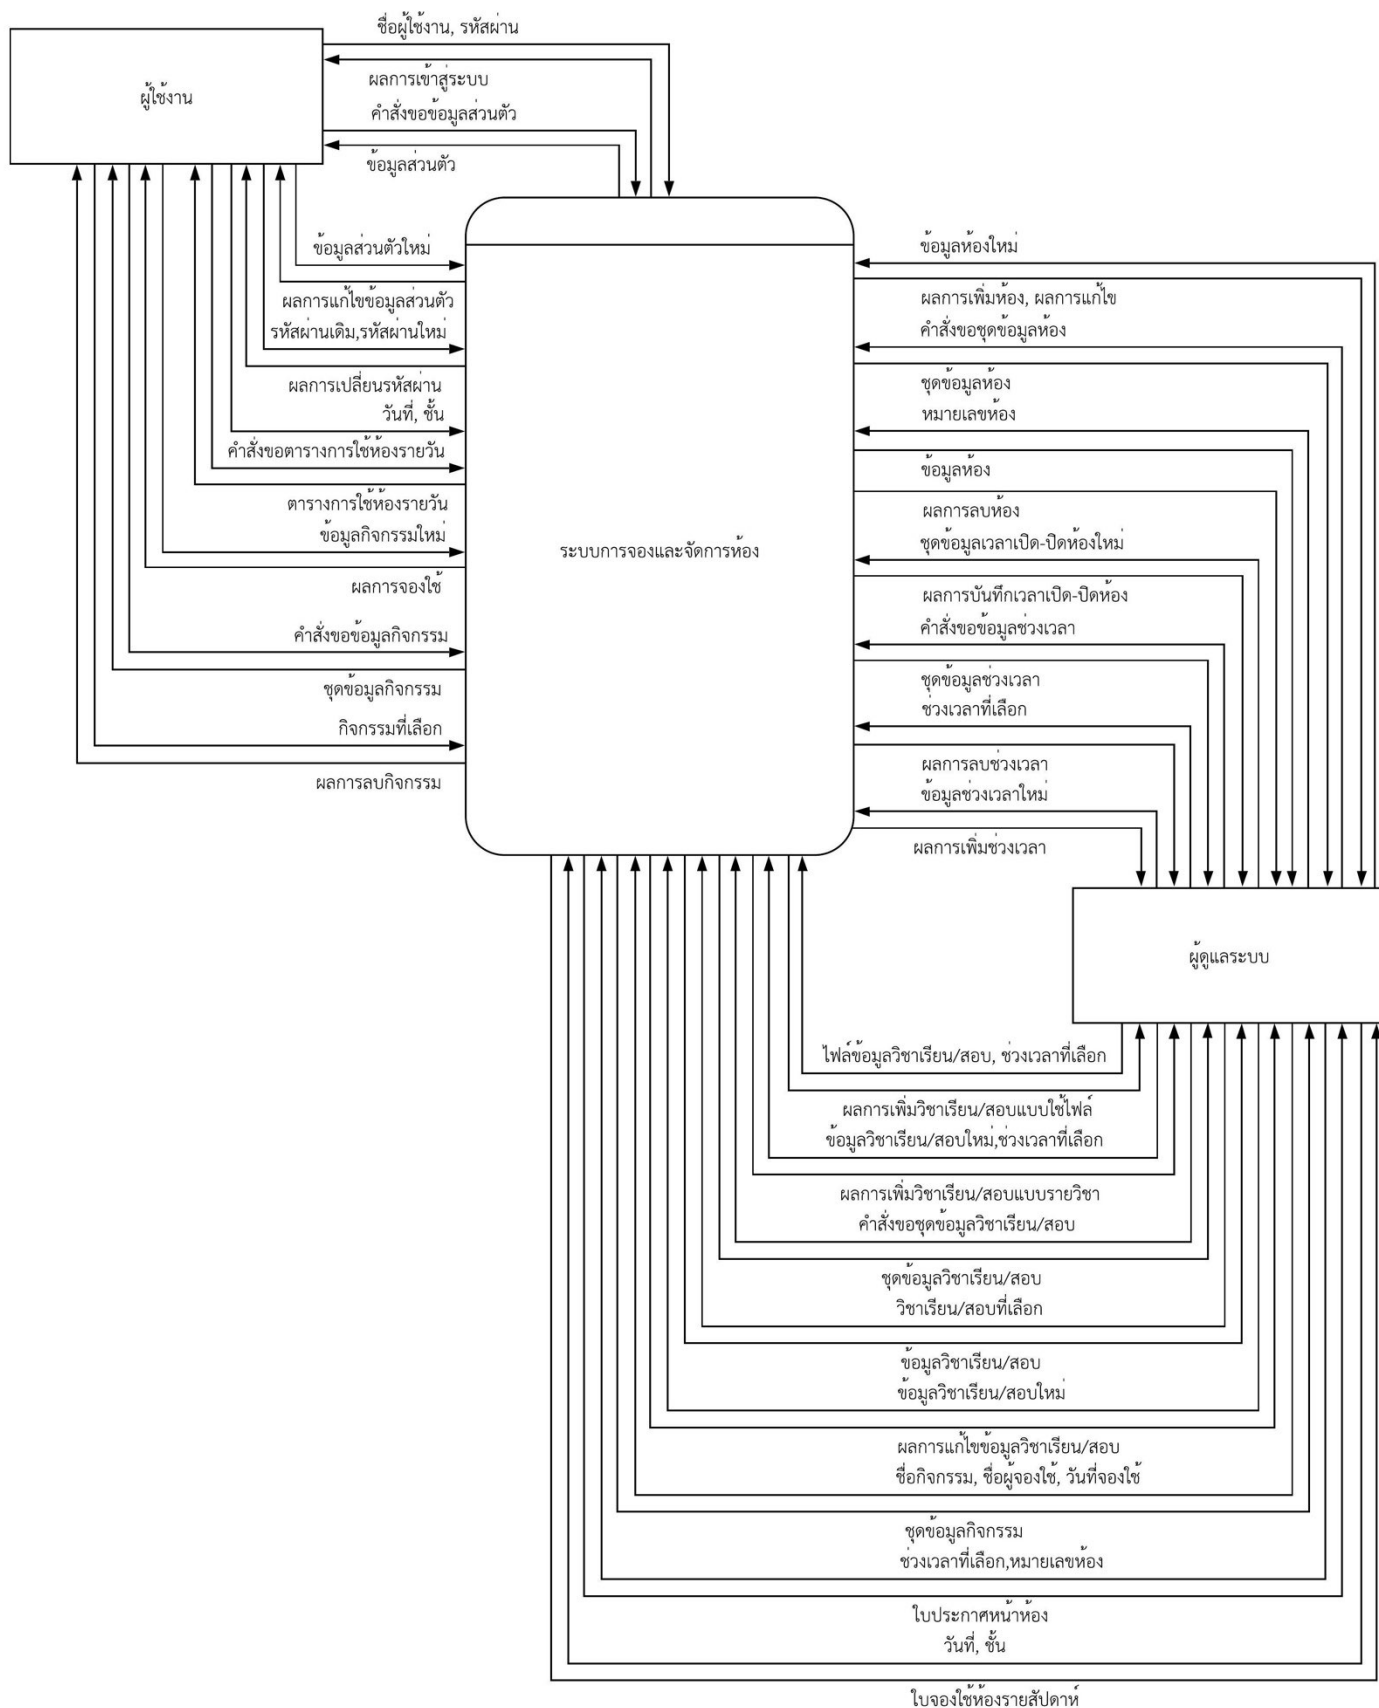 ชื่อผู้ใช้งาน, รหัสผ่าน
ผลการเข้าสู่ระบบ
ผู้ใช้งาน
คำสั่งขอข้อมูลส่วนตัว
ข้อมูลส่วนตัว
ข้อมูลส่วนตัวใหม่
ผลการแก้ไขข้อมูลส่วนตัว
รหัสผ่านเดิม,รหัสผ่านใหม่
ผลการเปลี่ยนรหัสผ่าน
วันที่, ชั้น
คำสั่งขอตารางการใช้ห้องรายวัน
ตารางการใช้ห้องรายวัน
ข้อมูลกิจกรรมใหม่
ผลการจองใช้
คำสั่งขอข้อมูลกิจกรรม
ชุดข้อมูลกิจกรรม
กิจกรรมที่เลือก
ผลการลบกิจกรรม
ระบบการจองและจัดการห้อง
ข้อมูลห้องใหม่
ผลการเพิ่มห้อง, ผลการแก้ไข
คำสั่งขอชุดข้อมูลห้อง
ชุดข้อมูลห้อง
หมายเลขห้อง
ข้อมูลห้อง
ผลการลบห้อง
ชุดข้อมูลเวลาเปิด-ปิดห้องใหม่
ผลการบันทึกเวลาเปิด-ปิดห้อง
คำสั่งขอข้อมูลช่วงเวลา
ชุดข้อมูลช่วงเวลา
ช่วงเวลาที่เลือก
ผลการลบช่วงเวลา
ข้อมูลช่วงเวลาใหม่
ผลการเพิ่มช่วงเวลา
ผู้ดูแลระบบ
ไฟล์ข้อมูลวิชาเรียน/สอบ, ช่วงเวลาที่เลือก
ผลการเพิ่มวิชาเรียน/สอบแบบใช้ไฟล์
ข้อมูลวิชาเรียน/สอบใหม่,ช่วงเวลาที่เลือก
ผลการเพิ่มวิชาเรียน/สอบแบบรายวิชา
คำสั่งขอชุดข้อมูลวิชาเรียน/สอบ
ชุดข้อมูลวิชาเรียน/สอบ
วิชาเรียน/สอบที่เลือก
ข้อมูลวิชาเรียน/สอบ
ข้อมูลวิชาเรียน/สอบใหม่
ผลการแก้ไขข้อมูลวิชาเรียน/สอบ
ชื่อกิจกรรม, ชื่อผู้จองใช้, วันที่จองใช้
ชุดข้อมูลกิจกรรม
ช่วงเวลาที่เลือก,หมายเลขห้อง
ใบประกาศหน้าห้อง
วันที่, ชั้น
ใบจองใช้ห้องรายสัปดาห์